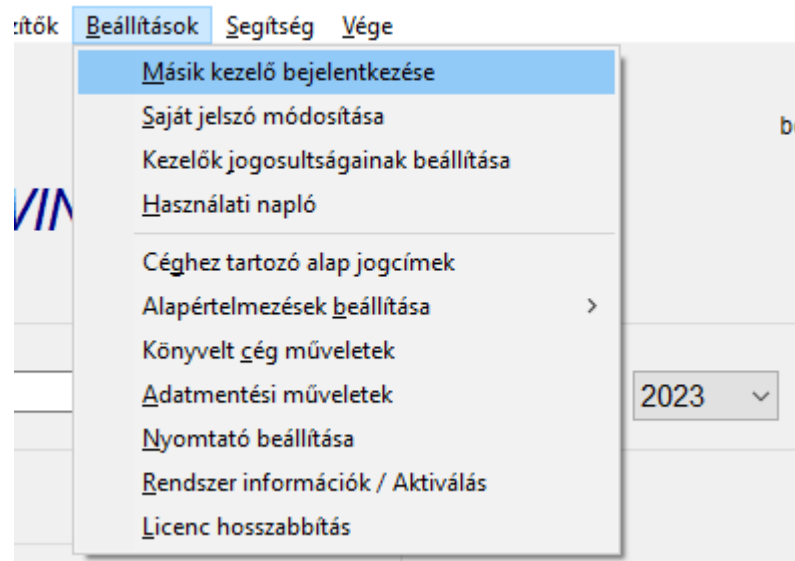 Beállítások Segítség Vége
Másik kezelő bejelentkezése
Saját jelszó módosítása
Kezelők jogosultságainak beállítása
Használati napló
Céghez tartozó alap jogcímek
Alapértelmezések beállítása
Könyvelt cég műveletek
Adatmentési műveletek
2023
Nyomtató beállítása
Rendszer információk / Aktiválás
Licenc hosszabbítás